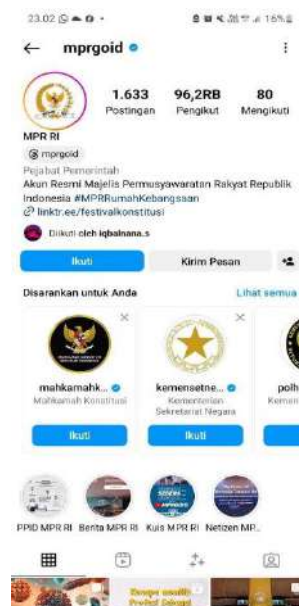 23.02
16%
mprgoid
1.633
96,2RB
80
Postingan
Pengikut
Mengikuti
MPR RI
mprgoid
Pejabat Pemerintah
Akun Resmi Majelis Permusyawaratan Rakyat Republik
Indonesia #MPRRumahKebangsaan
linktr.ee/festivalkonstitusi
Diikuti oleh iqbalnana.s
Ikuti
Kirim Pesan
Disarankan untuk Anda
Lihat semua
mahkamahk...
kemensetne...
polh
Mahkamah Konstitusi
Kementerian
Sekretariat Negara
Kemen
Ikuti
Ikuti
PPID MPR RI
Berita MPR RI
Kuis MPR RI
Netizen MP...